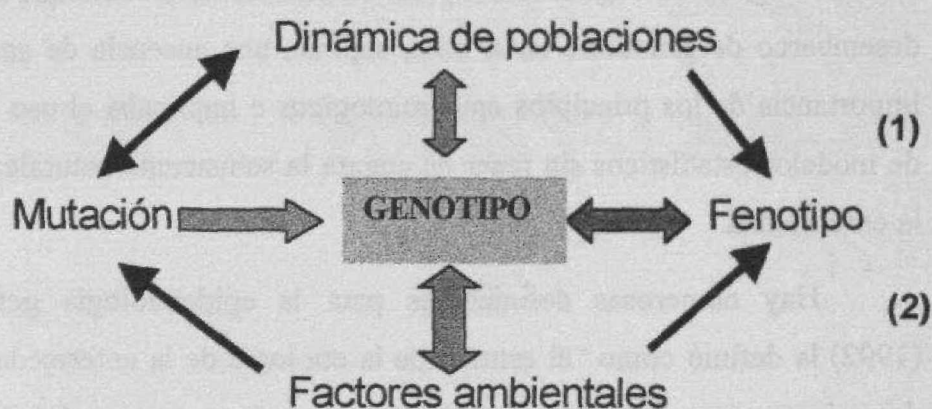 Dinámica de poblaciones
(1)
Mutación GENOTIPO Fenotipo
(2)
Factores ambientales